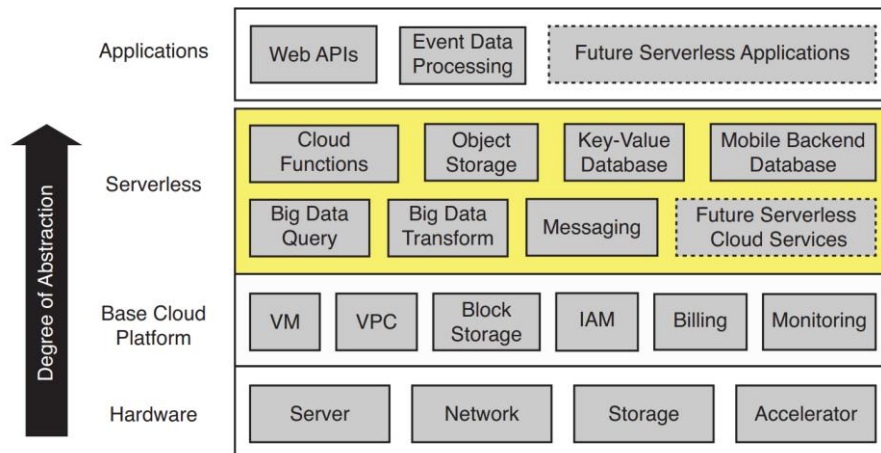 Applications
Web APIs
Event Data
Processing
Future Serverless Applications
Degree of Abstraction
Serverless
Cloud
Functions
Object
Storage
Key-Value
Database
Mobile Backend
Database
Big Data
Query
Big Data
Transform
Messaging
Future Serverless
Cloud Services
Base Cloud
Platform
VM
VPC
Block
Storage
IAM
Billing
Monitoring
Hardware
Server
Network
Storage
Accelerator